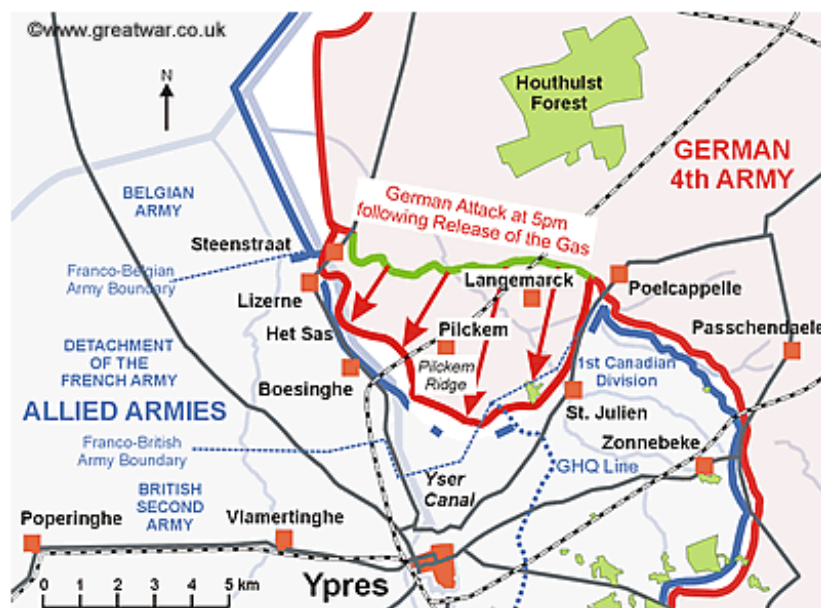 ©www.greatwar.co.uk
N
Houthulst
Forest
GERMAN
4th ARMY
BELGIAN
ARMY
German Attack at 5pm
following Release of the Gas
Steenstraat
Franco-Belgian
Army Boundary
Lizerne
Langemarck
Poelcappelle
Het Sas
Pilckem
Passchendaele
DETACHMENT
OF THE
FRENCH ARMY
Pilckem
Ridge
1st Canadian
Division
Boesinghe
ALLIED ARMIES
St. Julien
Franco-British
Army Boundary
Zonnebeke
GHQ Line
Yser
Canal
BRITISH
SECOND
ARMY
Poperinghe
Vlamertinghe
Ypres
0 1 2 3 4 5 km